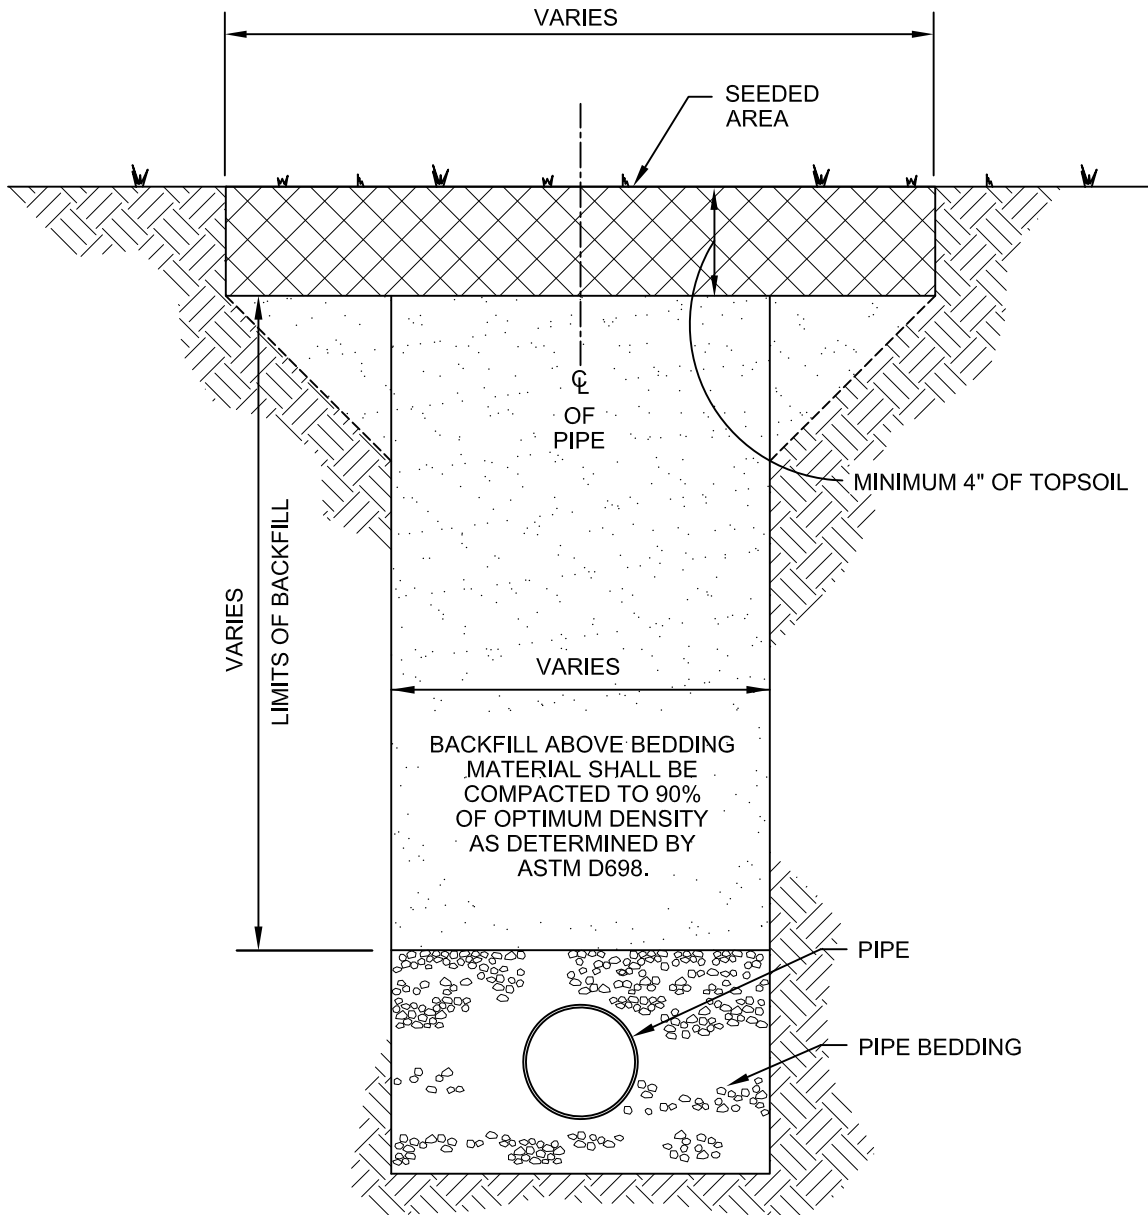 VARIES
SEEDED
AREA
℄
OF
PIPE
MINIMUM 4" OF TOPSOIL
VARIES
LIMITS OF BACKFILL
VARIES
BACKFILL ABOVE BEDDING
MATERIAL SHALL BE
COMPACTED TO 90%
OF OPTIMUM DENSITY
AS DETERMINED BY
ASTM D698.
PIPE
PIPE BEDDING